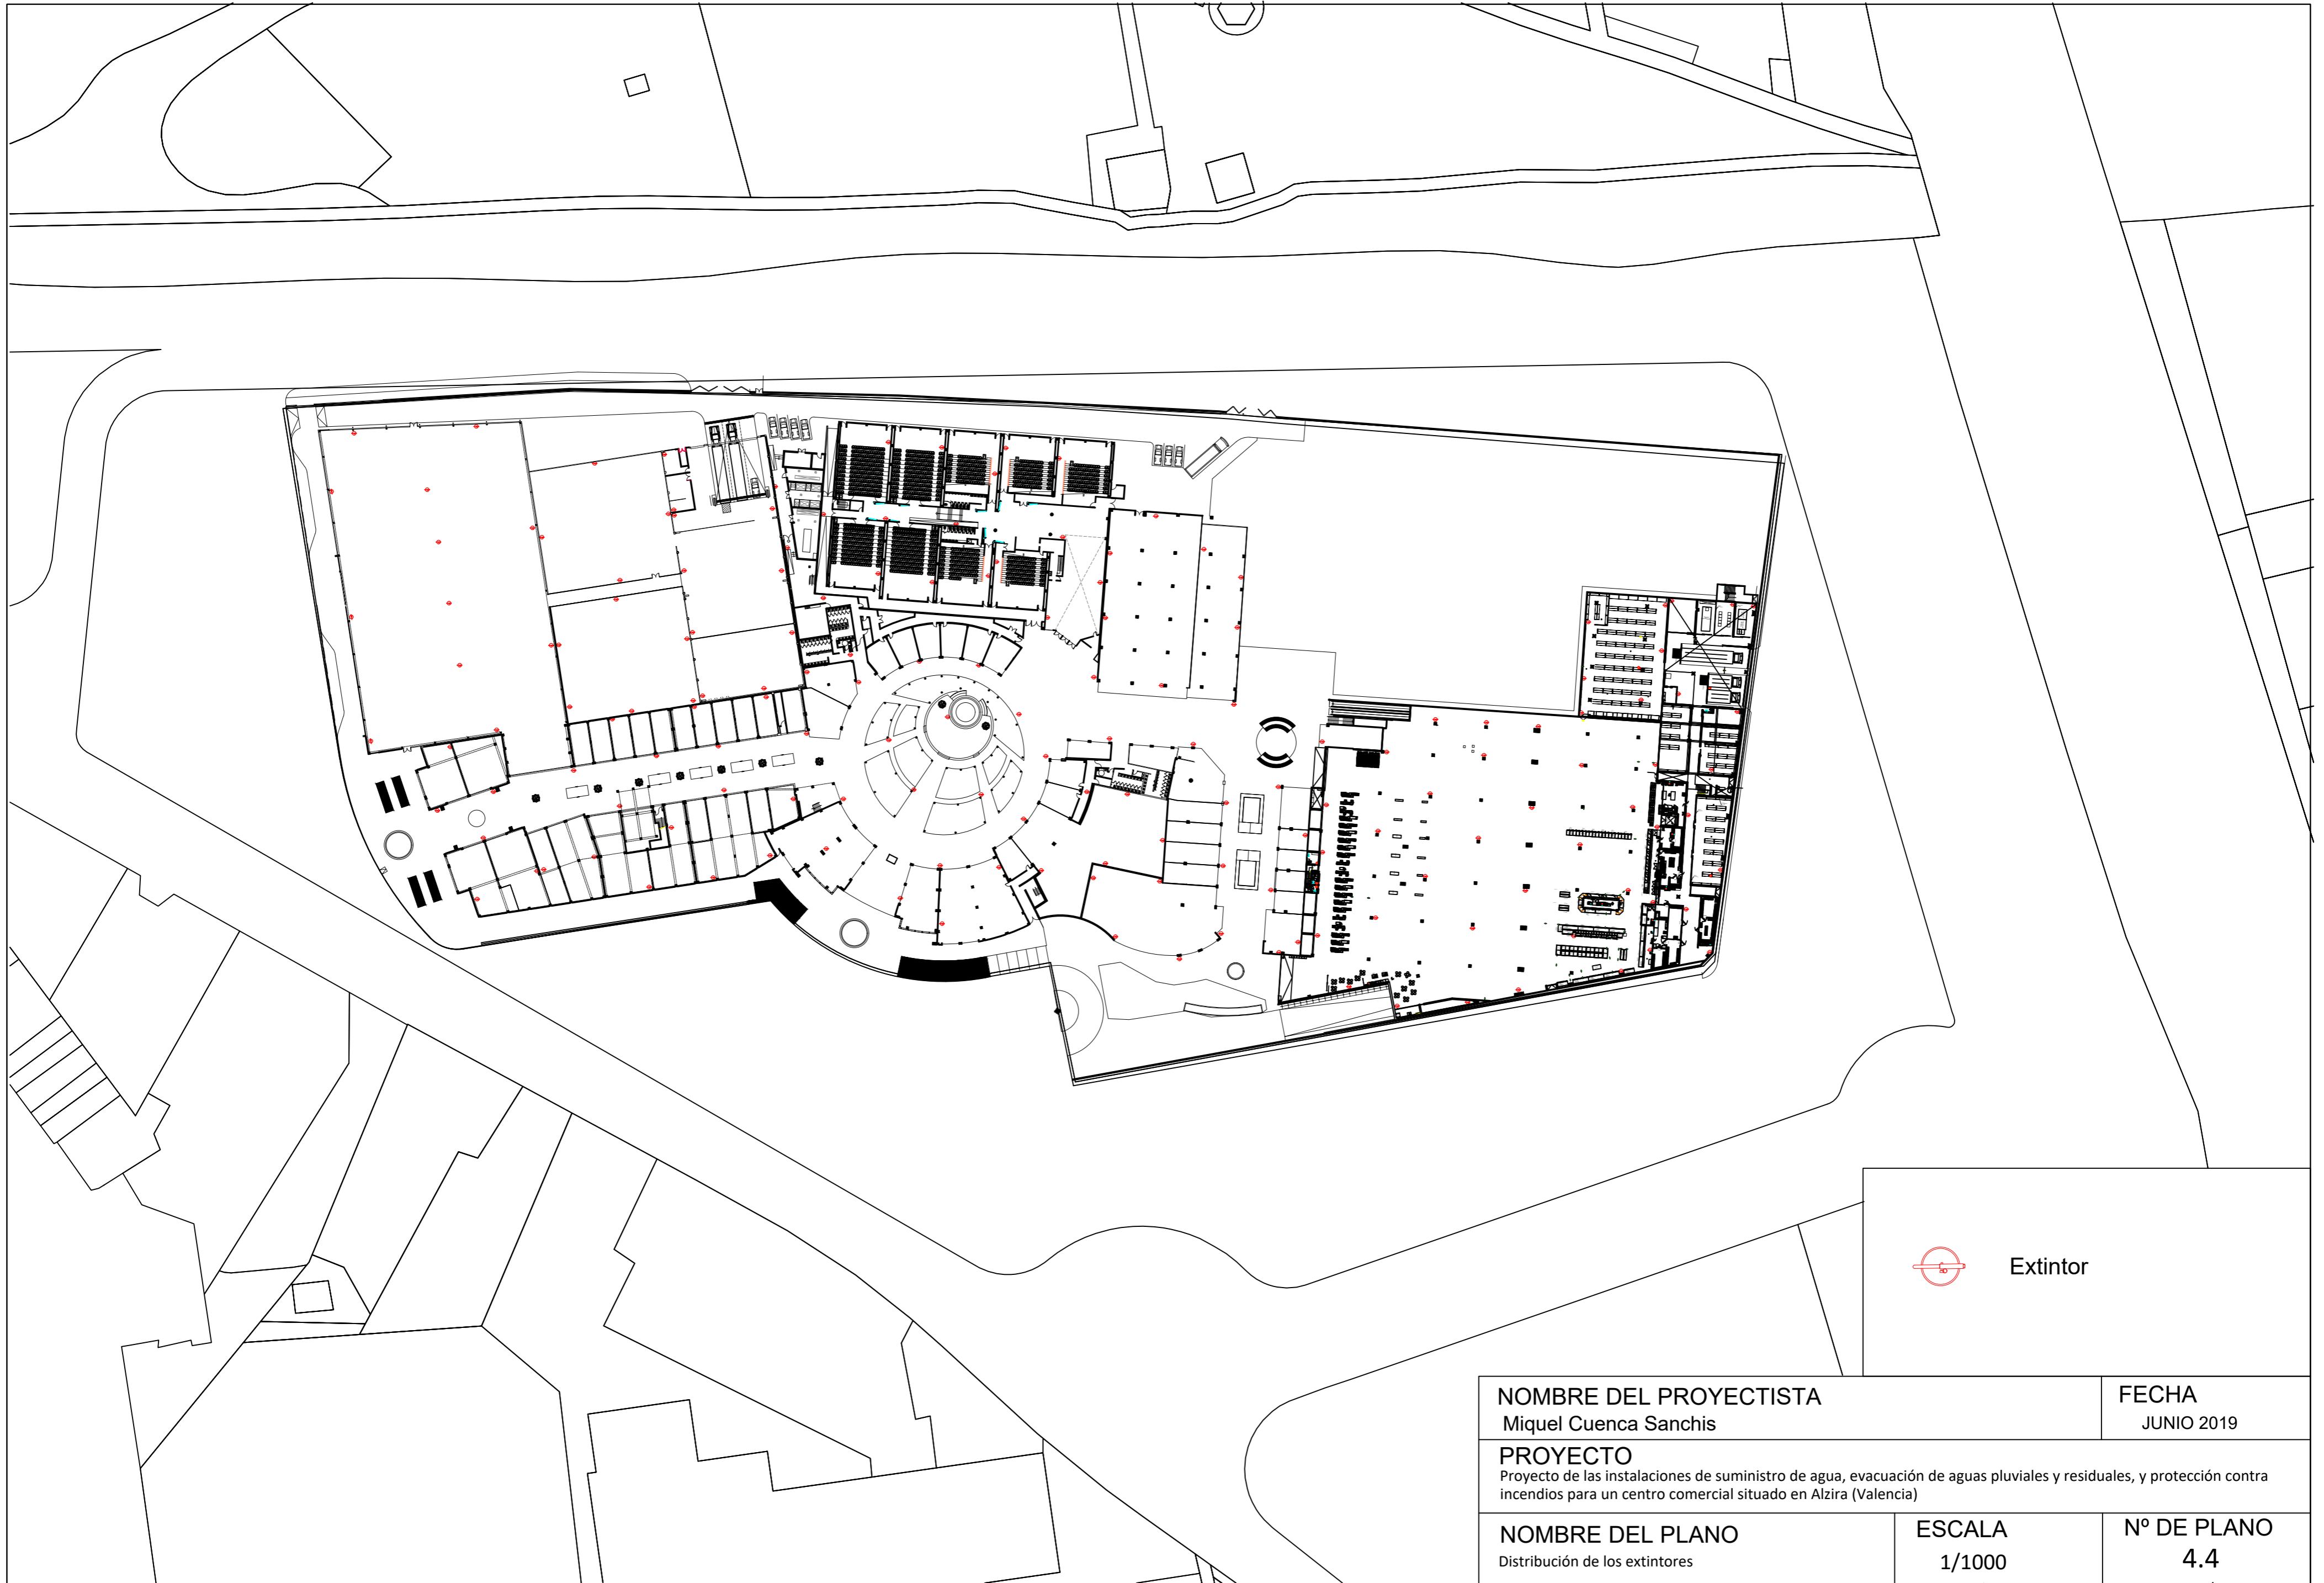 Extintor
NOMBRE DEL PROYECTISTA
Miquel Cuenca Sanchis
FECHA
JUNIO 2019
PROYECTO
Proyecto de las instalaciones de suministro de agua, evacuación de aguas pluviales y residuales, y protección contra
incendios para un centro comercial situado en Alzira (Valencia)
NOMBRE DEL PLANO
Distribución de los extintores
ESCALA
1/1000
Nº DE PLANO
4.4